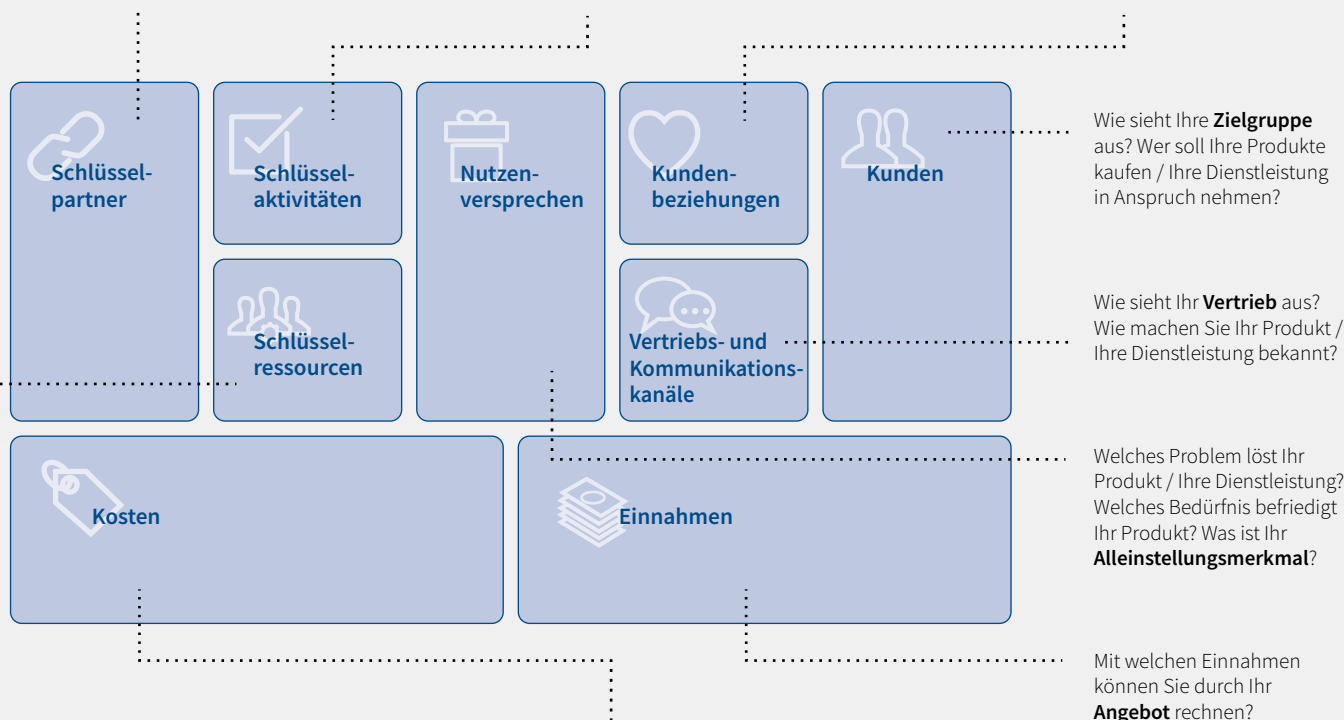 Schlüssel-
partner
Schlüssel-
aktivitäten
Nutzen-
versprechen
Kunden-
beziehungen
Kunden
Schlüssel-
ressourcen
Vertriebs- und
Kommunikations-
kanäle
Kosten
Einnahmen
Wie sieht Ihre Zielgruppe
aus? Wer soll Ihre Produkte
kaufen / Ihre Dienstleistung
in Anspruch nehmen?
Wie sieht Ihr Vertrieb aus?
Wie machen Sie Ihr Produkt /
Ihre Dienstleistung bekannt?
Welches Problem löst Ihr
Produkt / Ihre Dienstleistung?
Welches Bedürfnis befriedigt
Ihr Produkt? Was ist Ihr
Alleinstellungsmerkmal?
Mit welchen Einnahmen
können Sie durch Ihr
Angebot rechnen?